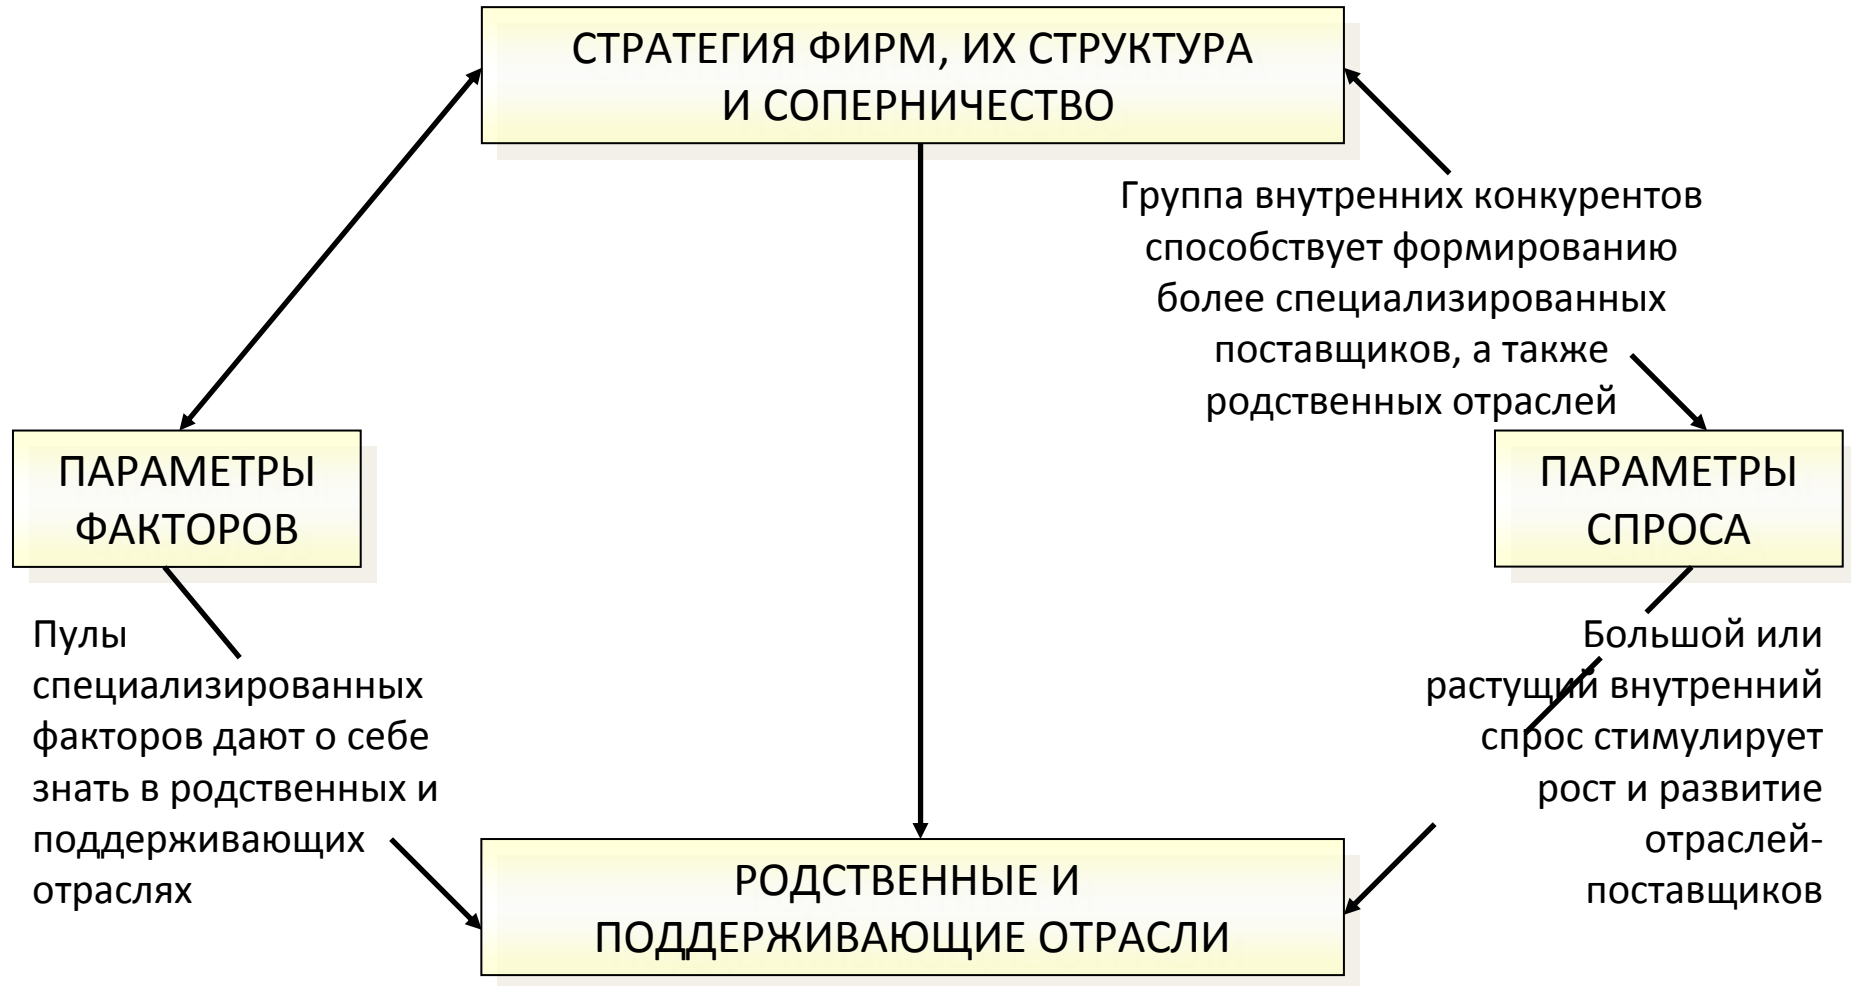 СТРАТЕГИЯ ФИРМ, ИХ СТРУКТУРА
И СОПЕРНИЧЕСТВО
Группа внутренних конкурентов
способствует формированию
более специализированных
поставщиков, а также
родственных отраслей
ПАРАМЕТРЫ
ФАКТОРОВ
ПАРАМЕТРЫ
СПРОСА
Пулы
специализированных
факторов дают о себе
знать в родственных и
поддерживающих
отраслях
Большой или
растущий внутренний
спрос стимулирует
рост и развитие
отраслей-
поставщиков
РОДСТВЕННЫЕ И
ПОДДЕРЖИВАЮЩИЕ ОТРАСЛИ